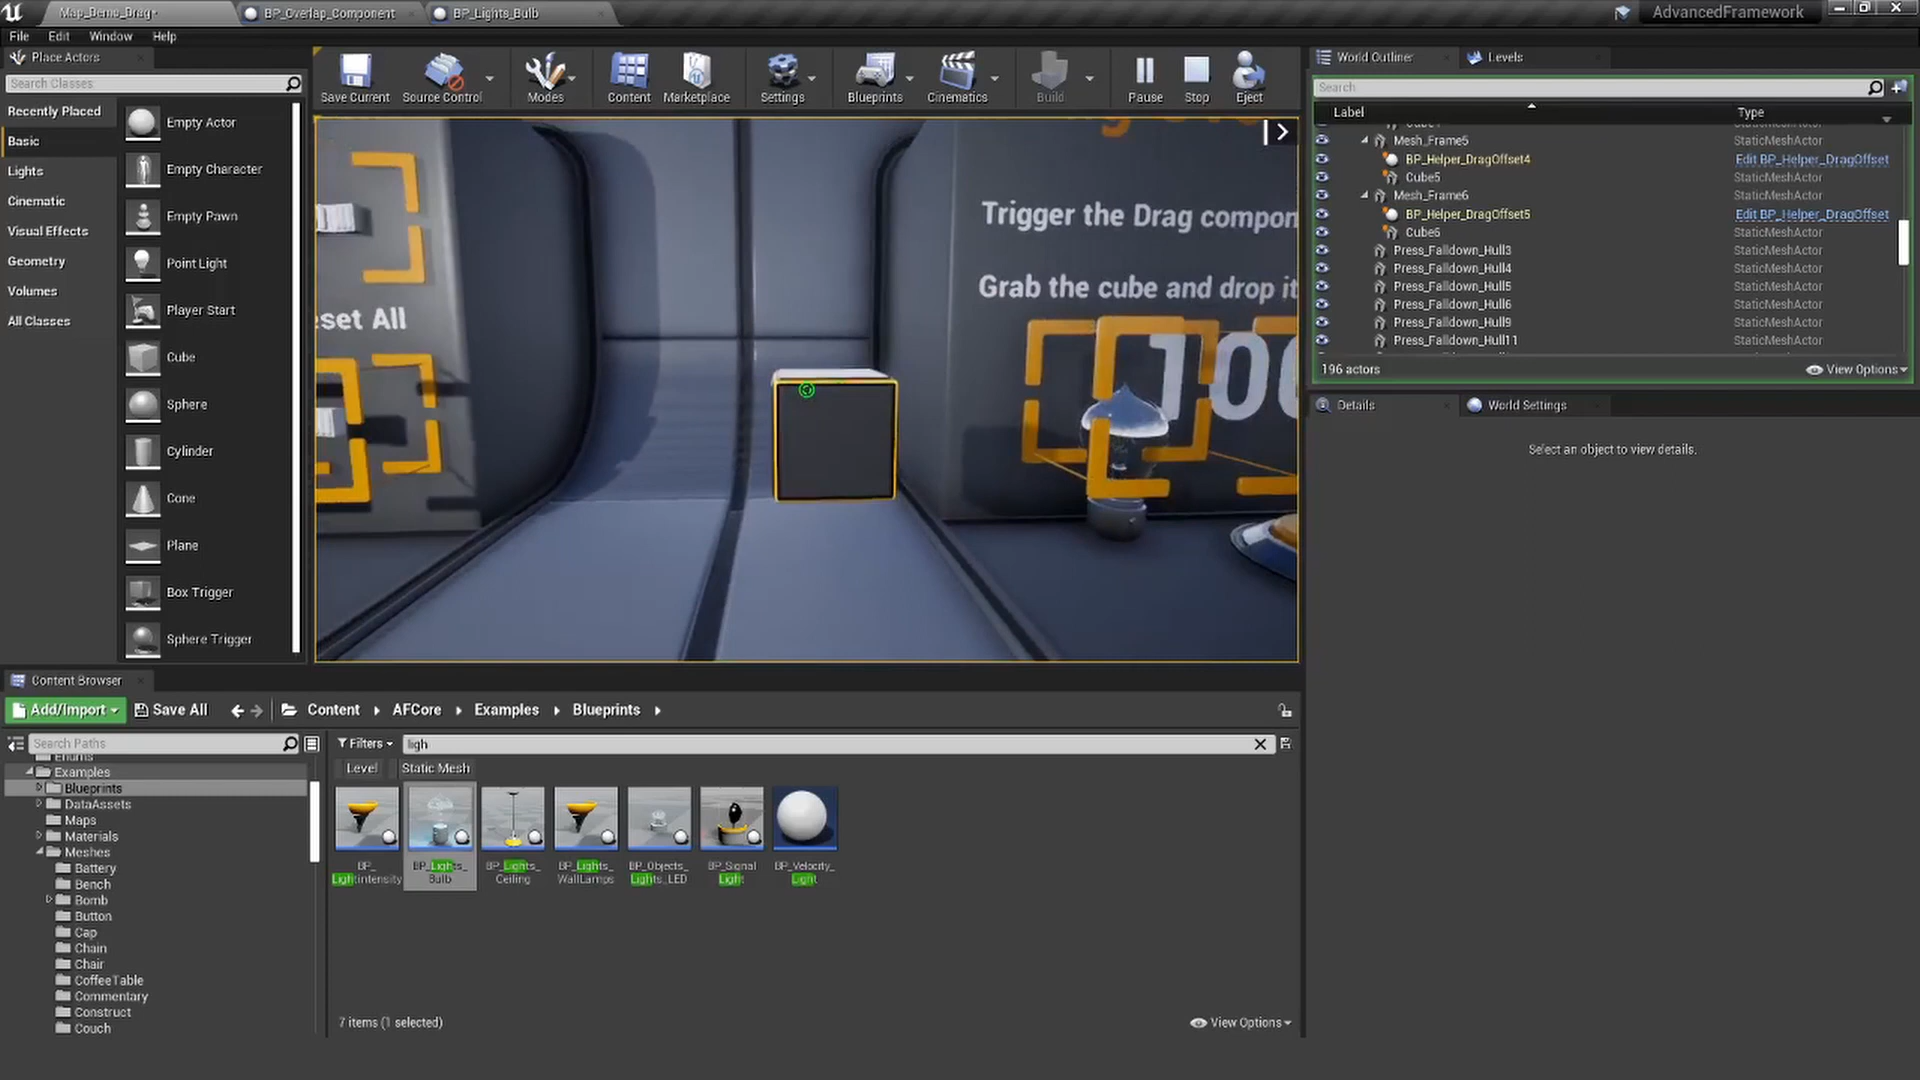 Map_Demo_Drag•
BP_Overlap_Component
BP_Lights_Bulb
AdvancedFramework
File
Edit
Window
Help
Place Actors
Search Classes
Recently Placed
Basic
Lights
Cinematic
Visual Effects
Geometry
Volumes
All Classes
Empty Actor
Empty Character
Empty Pawn
Point Light
Player Start
Cube
Sphere
Cylinder
Cone
Plane
Box Trigger
Sphere Trigger
Save Current
Source Control
Modes
Content
Marketplace
Settings
Blueprints
Cinematics
Build
Pause
Stop
Eject
eset All
Trigger the Drag compon
Grab the cube and drop it
100
World Outliner
Levels
Search
Label
Type
Mesh_Frame5
StaticMeshActor
BP_Helper_DragOffset4
Edit BP_Helper_DragOffset
Cube5
StaticMeshActor
Mesh_Frame6
StaticMeshActor
BP_Helper_DragOffset5
Edit BP_Helper_DragOffset
Cube6
StaticMeshActor
Press_Falldown_Hull3
StaticMeshActor
Press_Falldown_Hull4
StaticMeshActor
Press_Falldown_Hull5
StaticMeshActor
Press_Falldown_Hull6
StaticMeshActor
Press_Falldown_Hull9
StaticMeshActor
Press_Falldown_Hull11
StaticMeshActor
196 actors
View Options
Details
World Settings
Select an object to view details.
Content Browser
Add/Import
Save All
Content
AFCore
Examples
Blueprints
Search Paths
Enums
Examples
Blueprints
DataAssets
Maps
Materials
Meshes
Battery
Bench
Bomb
Button
Cap
Chain
Chair
CoffeeTable
Commentary
Construct
Couch
Filters
ligh
Level
Static Mesh
BP_
Lightintensity
BP_Lights_
Bulb
BP_Lights_
Ceiling
BP_Lights_
WallLamps
BP_Objects_
Lights_LED
BP_Signal
Light
BP_Velocity_
Light
7 items (1 selected)
View Options